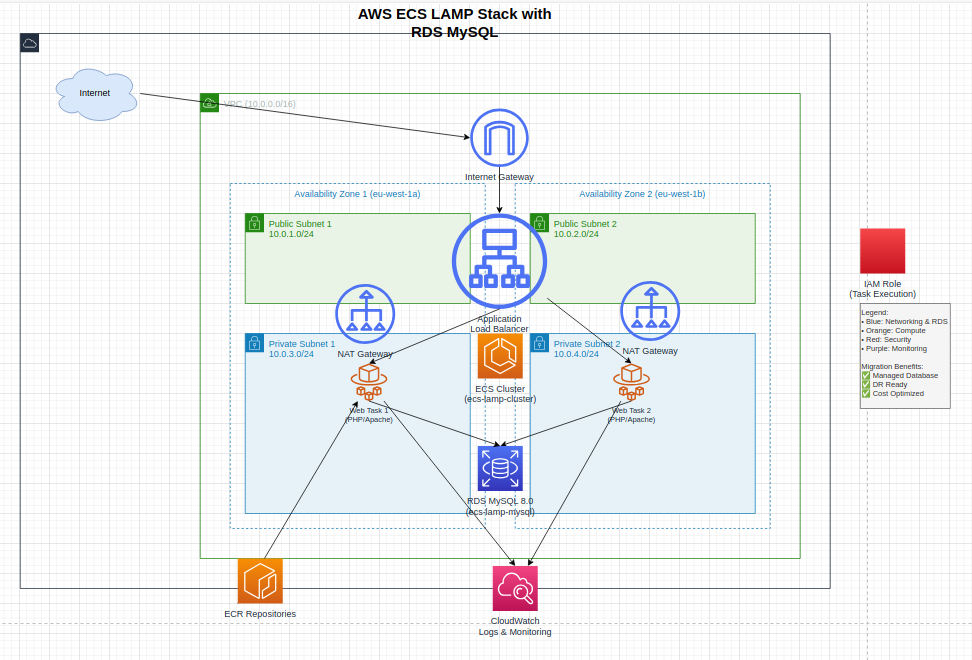 AWS ECS LAMP Stack with
RDS MySQL
Internet
VPC (10.0.0.0/16)
Internet Gateway
Availability Zone 1 (eu-west-1a)
Availability Zone 2 (eu-west-1b)
Public Subnet 1
10.0.1.0/24
Public Subnet 2
10.0.2.0/24
Application
Load Balancer
NAT Gateway
NAT Gateway
Private Subnet 1
10.0.3.0/24
Private Subnet 2
10.0.4.0/24
ECS Cluster
(ecs-lamp-cluster)
Web Task 1
(PHP/Apache)
Web Task 2
(PHP/Apache)
RDS MySQL 8.0
(ecs-lamp-mysql)
ECR Repositories
CloudWatch
Logs & Monitoring
IAM Role
(Task Execution)
Legend:
• Blue: Networking & RDS
• Orange: Compute
• Red: Security
• Purple: Monitoring
Migration Benefits:
✅ Managed Database
✅ DR Ready
✅ Cost Optimized